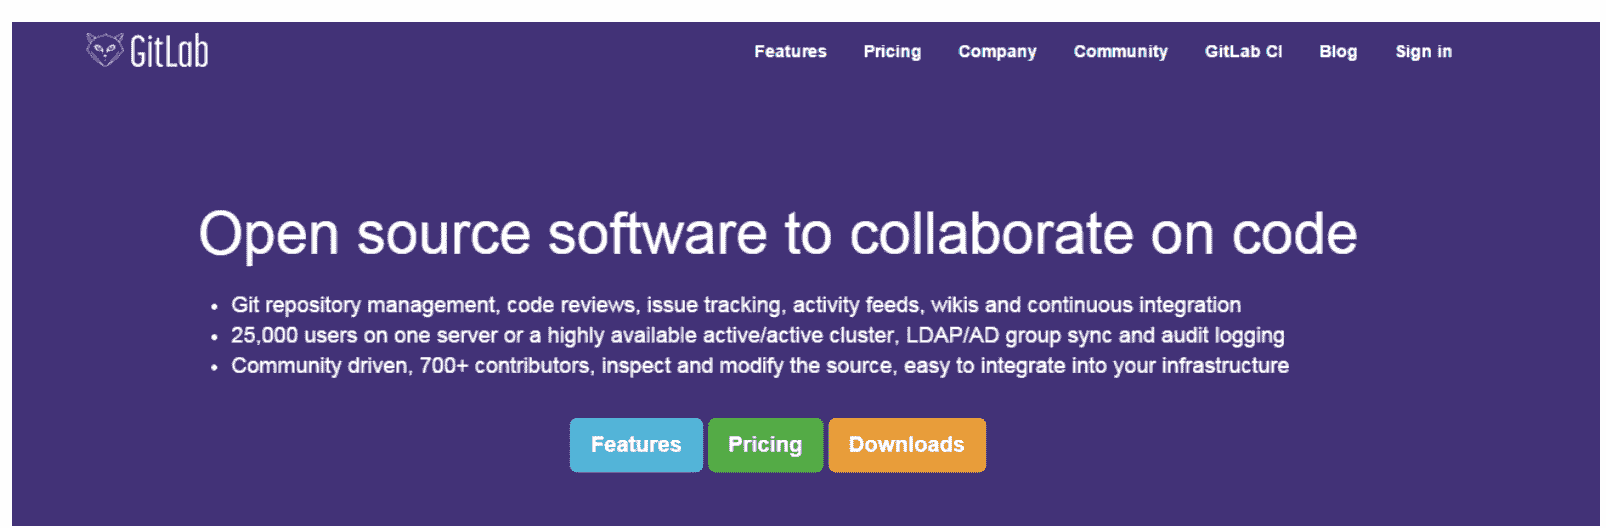 GitLab Features Pricing Company Community GitLab CI Blog Sign in
Open source software to collaborate on code
• Git repository management, code reviews, issue tracking, activity feeds, wikis and continuous integration
• 25,000 users on one server or a highly available active/active cluster, LDAP/AD group sync and audit logging
• Community driven, 700+ contributors, inspect and modify the source, easy to integrate into your infrastructure
Features Pricing Downloads